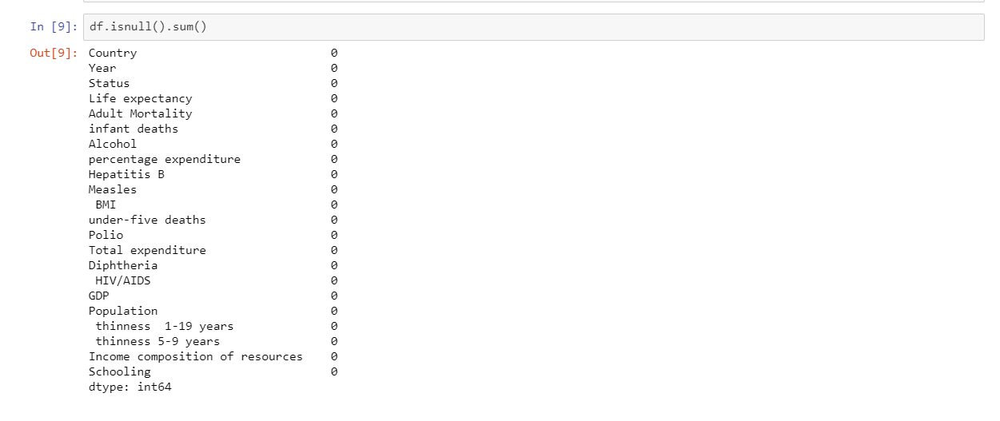 In [9]: df.isnull().sum()
Out[9]: Country 0
Year 0
Status 0
Life expectancy 0
Adult Mortality 0
infant deaths 0
Alcohol 0
percentage expenditure 0
Hepatitis B 0
Measles 0
BMI 0
under-five deaths 0
Polio 0
Total expenditure 0
Diphtheria 0
HIV/AIDS 0
GDP 0
Population 0
thinness  1-19 years 0
thinness 5-9 years 0
Income composition of resources 0
Schooling 0
dtype: int64